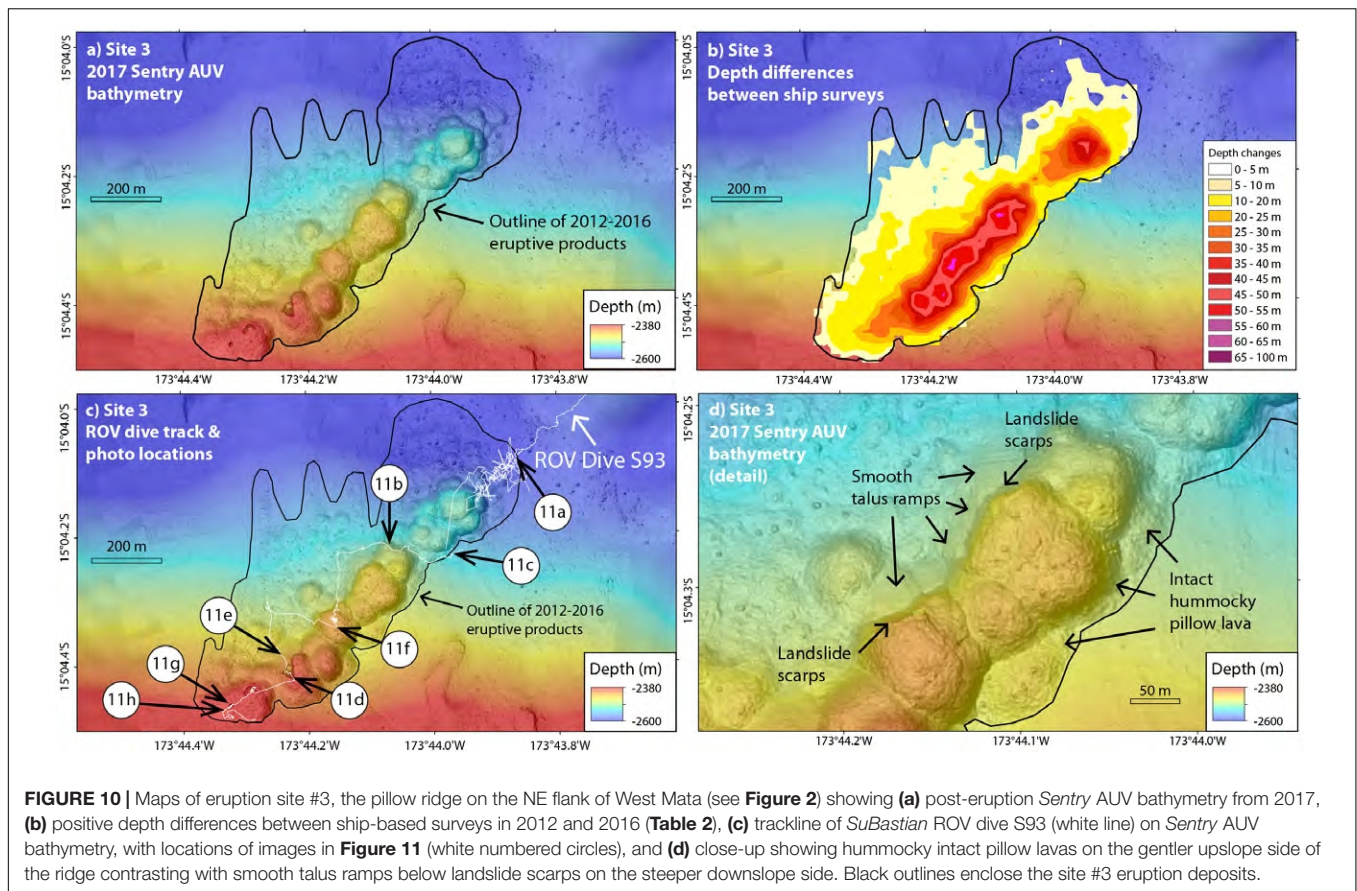 a) Site 3
2017 Sentry AUV
bathymetry
15°04.0'S
15°04.2'S
15°04.4'S
200 m
Outline of 2012-2016
eruptive products
Depth (m)
-2380
-2600
173°44.4'W 173°44.2'W 173°44.0'W 173°43.8'W
b) Site 3
Depth differences
between ship surveys
15°04.0'S
15°04.2'S
15°04.4'S
200 m
Depth changes
0 - 5 m
5 - 10 m
10 - 20 m
20 - 25 m
25 - 30 m
30 - 35 m
35 - 40 m
40 - 45 m
45 - 50 m
50 - 55 m
55 - 60 m
60 - 65 m
65 - 100 m
173°44.4'W 173°44.2'W 173°44.0'W 173°43.8'W
c) Site 3
ROV dive track &
photo locations
15°04.0'S
15°04.2'S
15°04.4'S
200 m
ROV Dive S93
11a
11b
11c
11e
11f
11g
11h
11d
Outline of 2012-2016
eruptive products
Depth (m)
-2380
-2600
173°44.4'W 173°44.2'W 173°44.0'W 173°43.8'W
d) Site 3
2017 Sentry AUV
bathymetry
(detail)
15°04.2'S
15°04.3'S
Landslide
scarps
Smooth
talus ramps
Intact
hummocky
pillow lava
Landslide
scarps
50 m
Depth (m)
-2380
-2600
173°44.2'W 173°44.1'W 173°44.0'W
FIGURE 10 | Maps of eruption site #3, the pillow ridge on the NE flank of West Mata (see Figure 2) showing (a) post-eruption Sentry AUV bathymetry from 2017,
(b) positive depth differences between ship-based surveys in 2012 and 2016 (Table 2), (c) trackline of SuBastian ROV dive S93 (white line) on Sentry AUV
bathymetry, with locations of images in Figure 11 (white numbered circles), and (d) close-up showing hummocky intact pillow lavas on the gentler upslope side of
the ridge contrasting with smooth talus ramps below landslide scarps on the steeper downslope side. Black outlines enclose the site #3 eruption deposits.